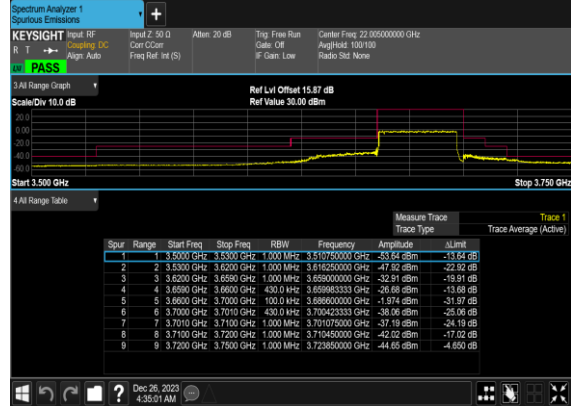 Spectrum Analyzer 1
Spurious Emissions
+
KEYSIGHT Input: RF Input Z: 50 Ω Atten: 20 dB Trig: Free Run Center Freq: 22.005000000 GHz
R T Coupling: DC Corr CCorr Gate: Off Avg|Hold: 100/100
Align: Auto Freq Ref: Int (S) IF Gain: Low Radio Std: None
PASS
3 All Range Graph
Ref Lvl Offset 15.87 dB
Scale/Div 10.0 dB Ref Value 30.00 dBm
20.0
0.00
-20.0
-40.0
-60.0
Start 3.500 GHz Stop 3.750 GHz
4 All Range Table
Measure Trace Trace 1
Trace Type Trace Average (Active)
Spur Range Start Freq Stop Freq RBW Frequency Amplitude ΔLimit
1 1 3.5000 GHz 3.5300 GHz 1.000 MHz 3.510750000 GHz -53.64 dBm -13.64 dB
2 2 3.5300 GHz 3.6200 GHz 1.000 MHz 3.616250000 GHz -47.92 dBm -22.92 dB
3 3 3.6200 GHz 3.6590 GHz 1.000 MHz 3.659000000 GHz -32.91 dBm -19.91 dB
4 4 3.6590 GHz 3.6600 GHz 430.0 kHz 3.659983333 GHz -26.68 dBm -13.68 dB
5 5 3.6600 GHz 3.7000 GHz 100.0 kHz 3.686600000 GHz -1.974 dBm -31.97 dB
6 6 3.7000 GHz 3.7010 GHz 430.0 kHz 3.700423333 GHz -38.06 dBm -25.06 dB
7 7 3.7010 GHz 3.7100 GHz 1.000 MHz 3.701075000 GHz -37.19 dBm -24.19 dB
8 8 3.7100 GHz 3.7200 GHz 1.000 MHz 3.710450000 GHz -42.02 dBm -17.02 dB
9 9 3.7200 GHz 3.7500 GHz 1.000 MHz 3.723850000 GHz -44.65 dBm -4.650 dB
? Dec 26, 2023
4:35:01 AM